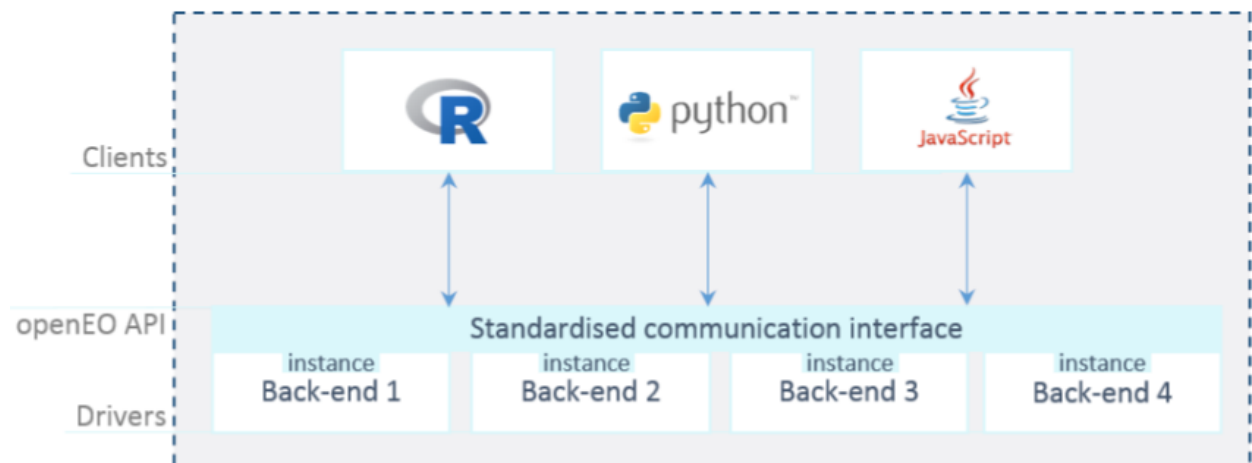 R
python™
JavaScript
Clients
openEO API
Standardised communication interface
instance
instance
instance
instance
Back-end 1
Back-end 2
Back-end 3
Back-end 4
Drivers